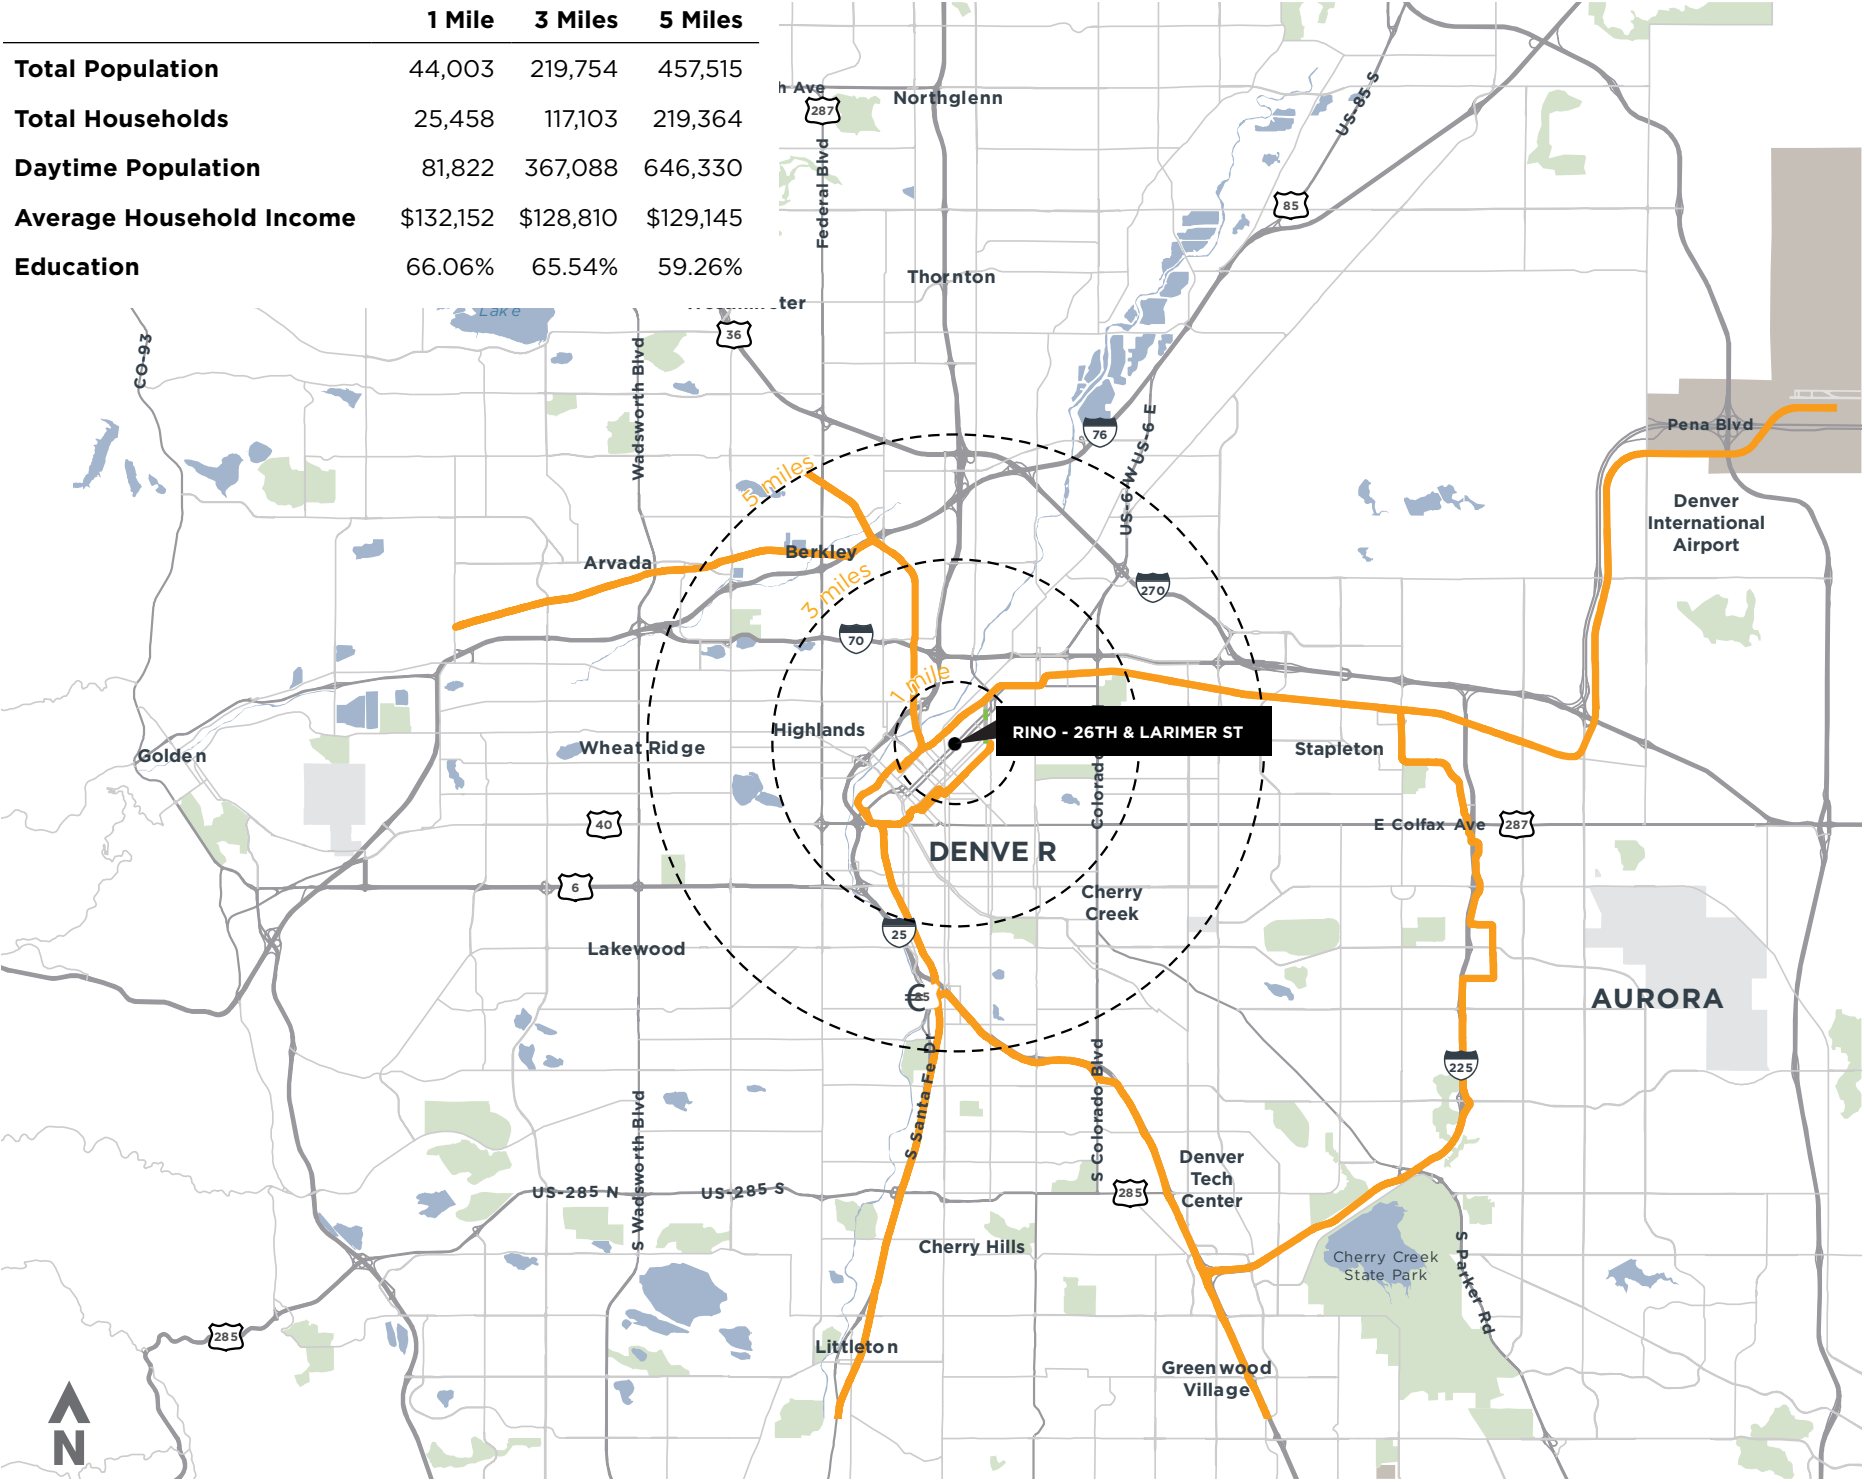 1 Mile 3 Miles 5 Miles
Total Population 44,003 219,754 457,515
Total Households 25,458 117,103 219,364
Daytime Population 81,822 367,088 646,330
Average Household Income $132,152 $128,810 $129,145
Education 66.06% 65.54% 59.26%
Ave
287
Northglenn
US-85 S
Federal Blvd
85
Thornton
Lake
36
CO-93
Wadsworth Blvd
76
US-6 W US-6 E
Pena Blvd
5 miles
Denver
International
Airport
Berkley
Arvada
3 miles
270
70
1 mile
Highlands
RINO - 26TH & LARIMER ST
Wheat Ridge
Stapleton
Golden
Colorado
40
E Colfax Ave
287
DENVE R
6
Cherry
Creek
25
Lakewood
85
AURORA
S Santa Fe Dr
S Colorado Blvd
225
S Wadsworth Blvd
Denver
Tech
Center
US-285 N
US-285 S
285
Cherry Hills
Cherry Creek
State Park
S Parker Rd
285
Littleton
Greenwood
Village
N